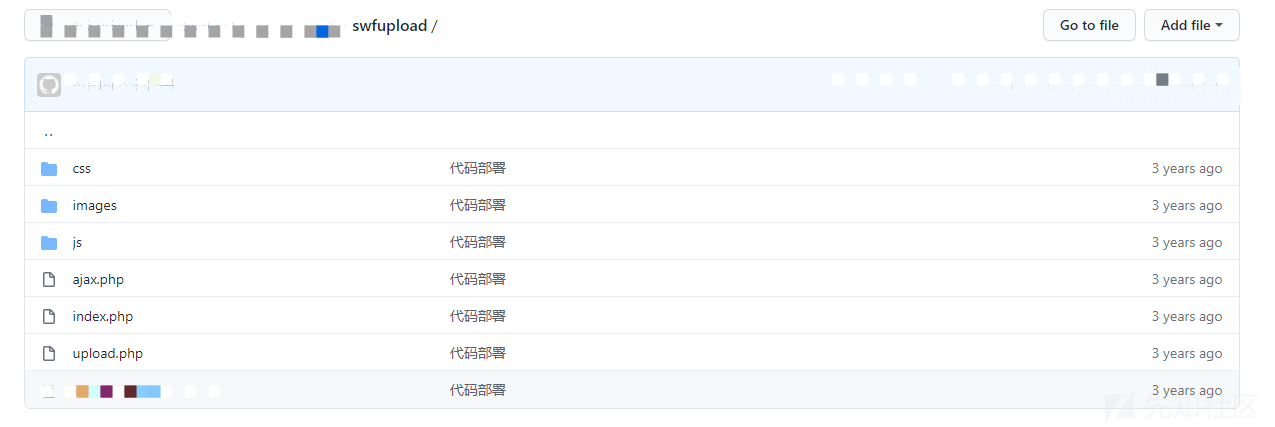 swfupload / Go to file Add file
..
css 代码部署 3 years ago
images 代码部署 3 years ago
js 代码部署 3 years ago
ajax.php 代码部署 3 years ago
index.php 代码部署 3 years ago
upload.php 代码部署 3 years ago
代码部署 3 years ago
先知社区